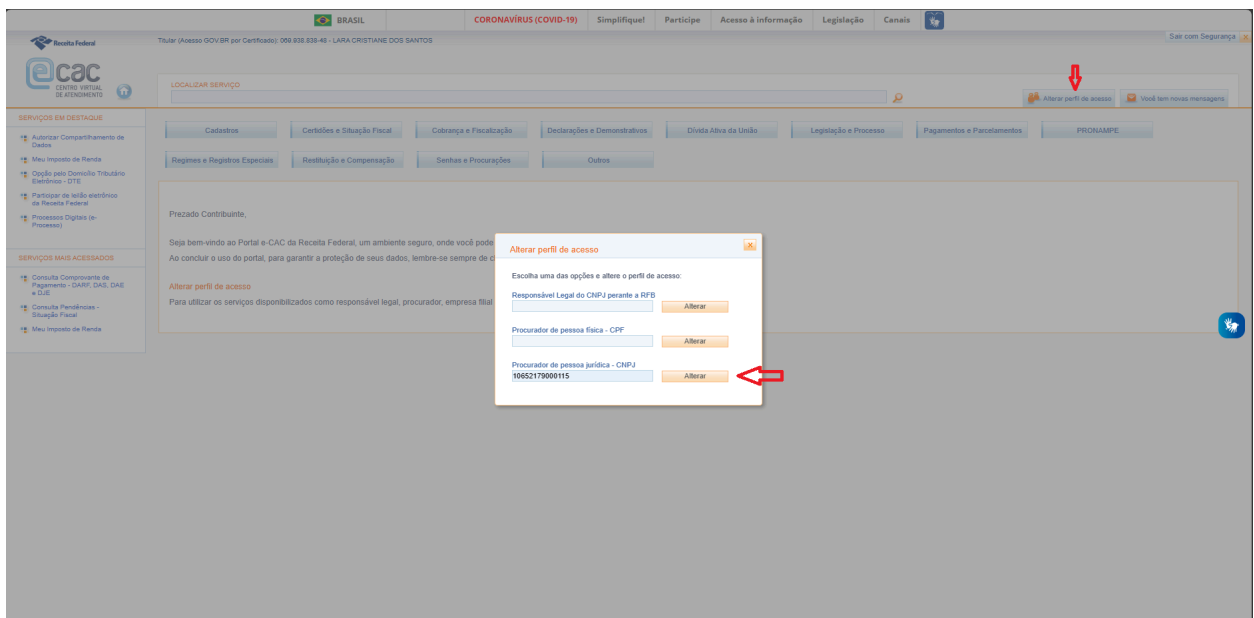 BRASIL
CORONAVÍRUS (COVID-19)
Simplifique!
Participe
Acesso à informação
Legislação
Canais
Receita Federal
Titular (Acesso GOV.BR por Certificado): 068.938.839-48 - LARA CRISTIANE DOS SANTOS
Sair com Segurança
ecac
CENTRO VIRTUAL
DE ATENDIMENTO
LOCALIZAR SERVIÇO
Alterar perfil de acesso
Você tem novas mensagens
SERVIÇOS EM DESTAQUE
Autorizar Compartilhamento de
Dados
Meu Imposto de Renda
Opção pelo Domicílio Tributário
Eletrônico - DTE
Participar de leilão eletrônico
da Receita Federal
Processos Digitais (e-
Processo)
SERVIÇOS MAIS ACESSADOS
Consulta Comprovante de
Pagamento - DARF, DAS, DAE
e DJE
Consulta Pendências -
Situação Fiscal
Meu Imposto de Renda
Cadastros
Certidões e Situação Fiscal
Cobrança e Fiscalização
Declarações e Demonstrativos
Dívida Ativa da União
Legislação e Processo
Pagamentos e Parcelamentos
PRONAMPE
Regimes e Registros Especiais
Restituição e Compensação
Senhas e Procurações
Outros
Prezado Contribuinte,
Seja bem-vindo ao Portal e-CAC da Receita Federal, um ambiente seguro, onde você pode
Ao concluir o uso do portal, para garantir a proteção de seus dados, lembre-se sempre de c
Alterar perfil de acesso
Para utilizar os serviços disponibilizados como responsável legal, procurador, empresa filial
Alterar perfil de acesso
Escolha uma das opções e altere o perfil de acesso:
Responsável Legal do CNPJ perante a RFB
Alterar
Procurador de pessoa física - CPF
Alterar
Procurador de pessoa jurídica - CNPJ
10652179000115
Alterar